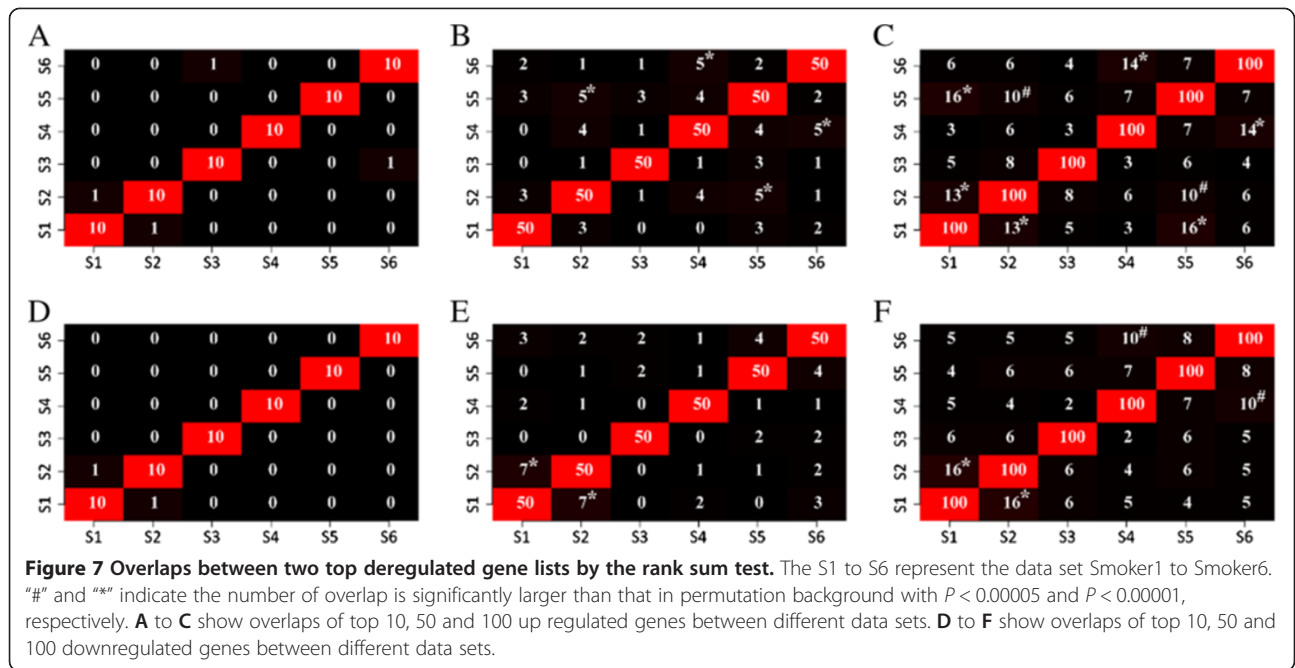 A B C
S6 0 0 1 0 0 10 S6 2 1 1 5* 2 50 S6 6 6 4 14* 7 100
S5 0 0 0 0 10 0 S5 3 5* 3 4 50 2 S5 16* 10# 6 7 100 7
S4 0 0 0 10 0 0 S4 0 4 1 50 4 5* S4 3 6 3 100 7 14*
S3 0 0 10 0 0 1 S3 0 1 50 1 3 1 S3 5 8 100 3 6 4
S2 1 10 0 0 0 0 S2 3 50 1 4 5* 1 S2 13* 100 8 6 10# 6
S1 10 1 0 0 0 0 S1 50 3 0 0 3 2 S1 100 13* 5 3 16* 6
S1 S2 S3 S4 S5 S6 S1 S2 S3 S4 S5 S6 S1 S2 S3 S4 S5 S6
D E F
S6 0 0 0 0 0 10 S6 3 2 2 1 4 50 S6 5 5 5 10# 8 100
S5 0 0 0 0 10 0 S5 0 1 2 1 50 4 S5 4 6 6 7 100 8
S4 0 0 0 10 0 0 S4 2 1 0 50 1 1 S4 5 4 2 100 7 10#
S3 0 0 10 0 0 0 S3 0 0 50 0 2 2 S3 6 6 100 2 6 5
S2 1 10 0 0 0 0 S2 7* 50 0 1 1 2 S2 16* 100 6 4 6 5
S1 10 1 0 0 0 0 S1 50 7* 0 2 0 3 S1 100 16* 6 5 4 5
S1 S2 S3 S4 S5 S6 S1 S2 S3 S4 S5 S6 S1 S2 S3 S4 S5 S6
Figure 7 Overlaps between two top deregulated gene lists by the rank sum test. The S1 to S6 represent the data set Smoker1 to Smoker6.
"#" and "*" indicate the number of overlap is significantly larger than that in permutation background with P < 0.00005 and P < 0.00001,
respectively. A to C show overlaps of top 10, 50 and 100 up regulated genes between different data sets. D to F show overlaps of top 10, 50 and
100 downregulated genes between different data sets.